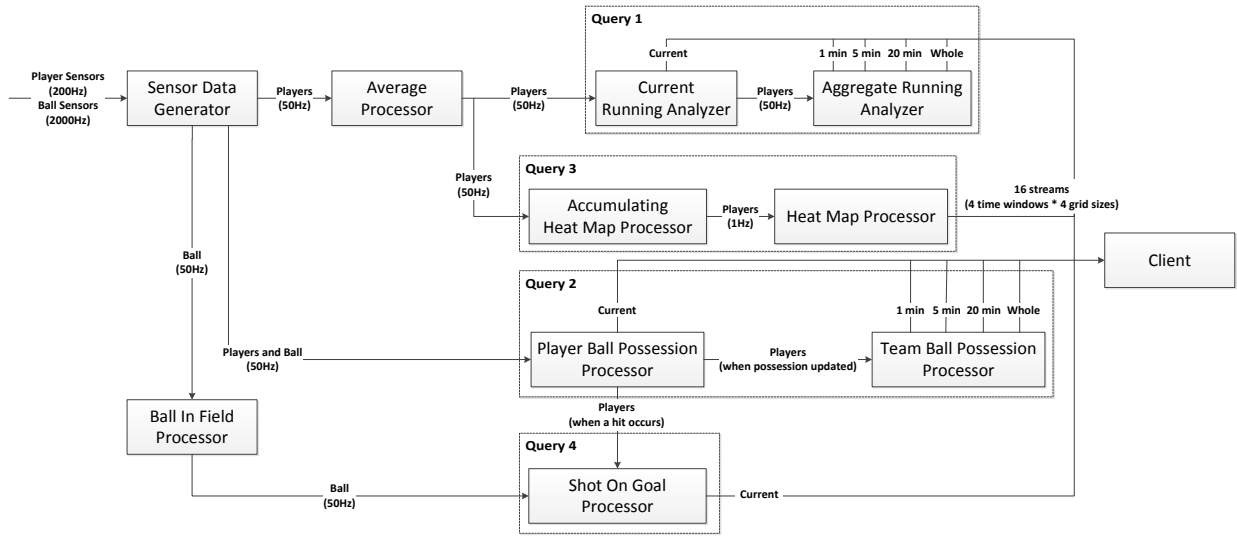 Query 1
Current
1 min 5 min 20 min Whole
Player Sensors
(200Hz)
Ball Sensors
(2000Hz)
Sensor Data
Generator
Players
(50Hz)
Average
Processor
Players
(50Hz)
Current
Running Analyzer
Players
(50Hz)
Aggregate Running
Analyzer
Query 3
Players
(50Hz)
Accumulating
Heat Map Processor
Players
(1Hz)
Heat Map Processor
16 streams
(4 time windows * 4 grid sizes)
Ball
(50Hz)
Client
Query 2
Current
1 min 5 min 20 min Whole
Players and Ball
(50Hz)
Player Ball Possession
Processor
Players
(when possession updated)
Team Ball Possession
Processor
Ball In Field
Processor
Players
(when a hit occurs)
Query 4
Ball
(50Hz)
Shot On Goal
Processor
Current